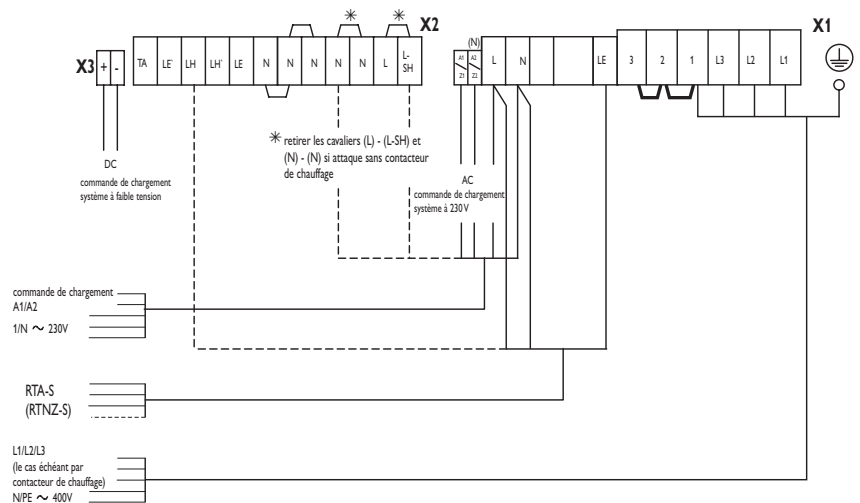 X2
X1
X3
+ -
TA LE' LH LH' LE N N N N N L L-SH
(N)
A1 A2
Z1 Z2
L N LE 3 2 1 L3 L2 L1
✳ ✳
✳ retirer les cavaliers (L) - (L-SH) et
(N) - (N) si attaque sans contacteur
de chauffage
DC
commande de chargement
système à faible tension
AC
commande de chargement
système à 230 V
commande de chargement
A1/A2
1/N ~ 230V
RTA-S
(RTNZ-S)
L1/L2/L3
(le cas échéant par
contacteur de chauffage)
N/PE ~ 400V